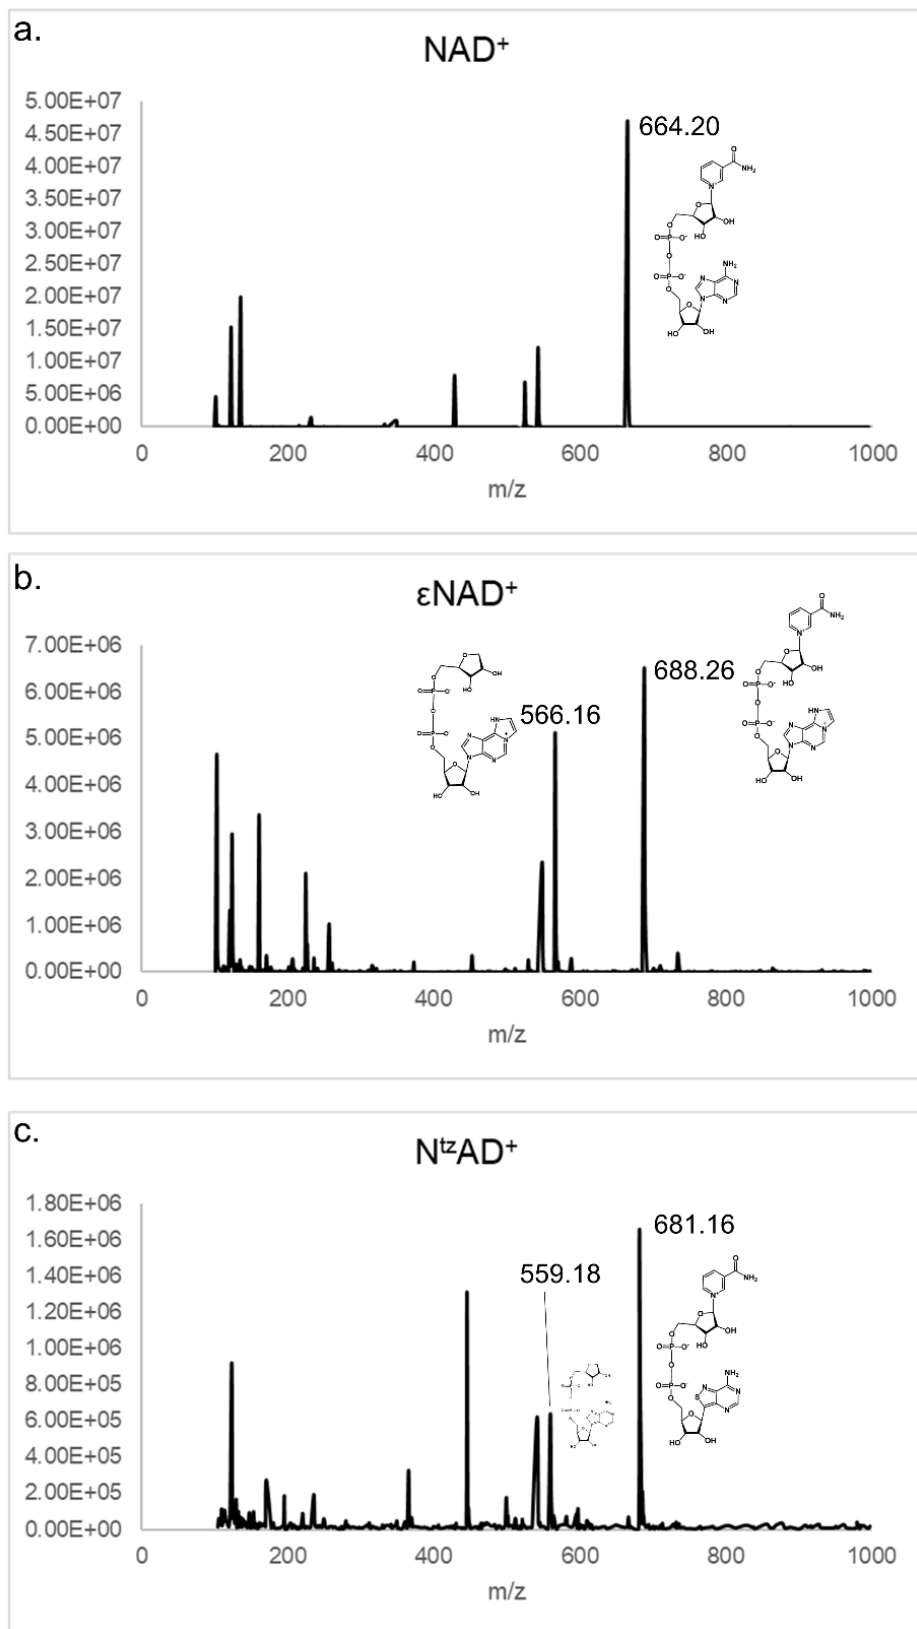 a.
NAD+
5.00E+07
4.50E+07
4.00E+07
3.50E+07
3.00E+07
2.50E+07
2.00E+07
1.50E+07
1.00E+07
5.00E+06
0.00E+00
664.20
0 200 400 600 800 1000
m/z
b.
εNAD+
7.00E+06
6.00E+06
5.00E+06
4.00E+06
3.00E+06
2.00E+06
1.00E+06
0.00E+00
688.26
566.16
0 200 400 600 800 1000
m/z
c.
NtzAD+
1.80E+06
1.60E+06
1.40E+06
1.20E+06
1.00E+06
8.00E+05
6.00E+05
4.00E+05
2.00E+05
0.00E+00
681.16
559.18
0 200 400 600 800 1000
m/z